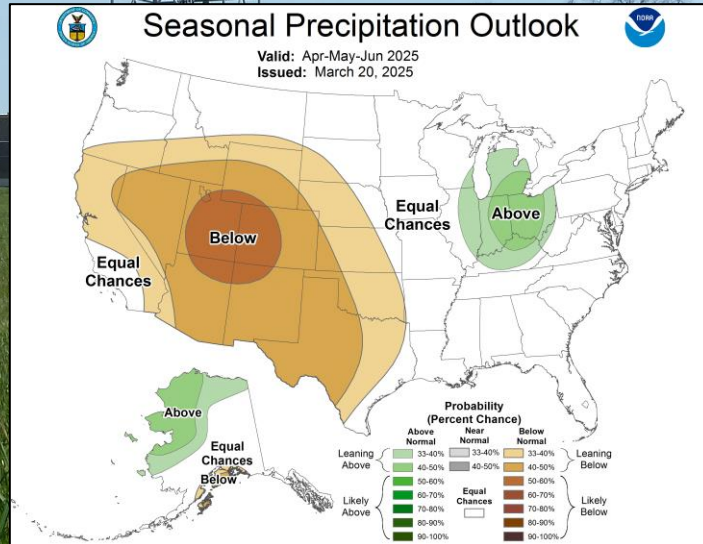 Seasonal Precipitation Outlook
NOAA
Valid: Apr-May-Jun 2025
Issued: March 20, 2025
Below
Equal
Chances
Equal
Chances
Above
Above
Equal
Chances
Below
Probability
(Percent Chance)
Above
Normal
Near
Normal
Below
Normal
Leaning
Above
33-40%
33-40%
33-40%
Leaning
Below
40-50%
40-50%
40-50%
Likely
Above
50-60%
60-70%
70-80%
80-90%
90-100%
Equal
Chances
50-60%
60-70%
70-80%
80-90%
90-100%
Likely
Below